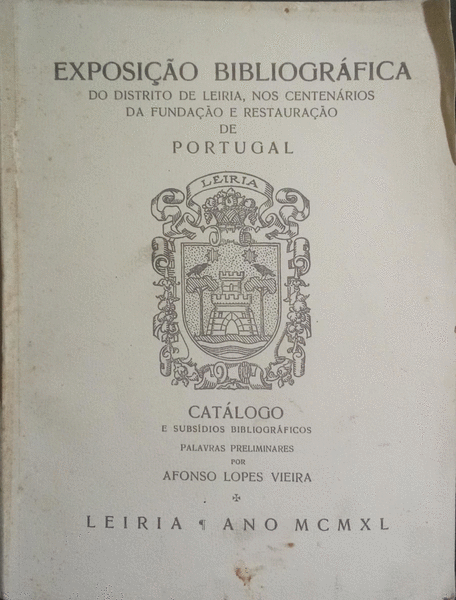 EXPOSIÇÃO BIBLIOGRÁFICA
DO DISTRITO DE LEIRIA, NOS CENTENÁRIOS
DA FUNDAÇÃO E RESTAURAÇÃO
DE
PORTUGAL
LEIRIA
CATÁLOGO
E SUBSÍDIOS BIBLIOGRÁFICOS
PALAVRAS PRELIMINARES
POR
AFONSO LOPES VIEIRA
✠
LEIRIA ¶ ANO MCMXL